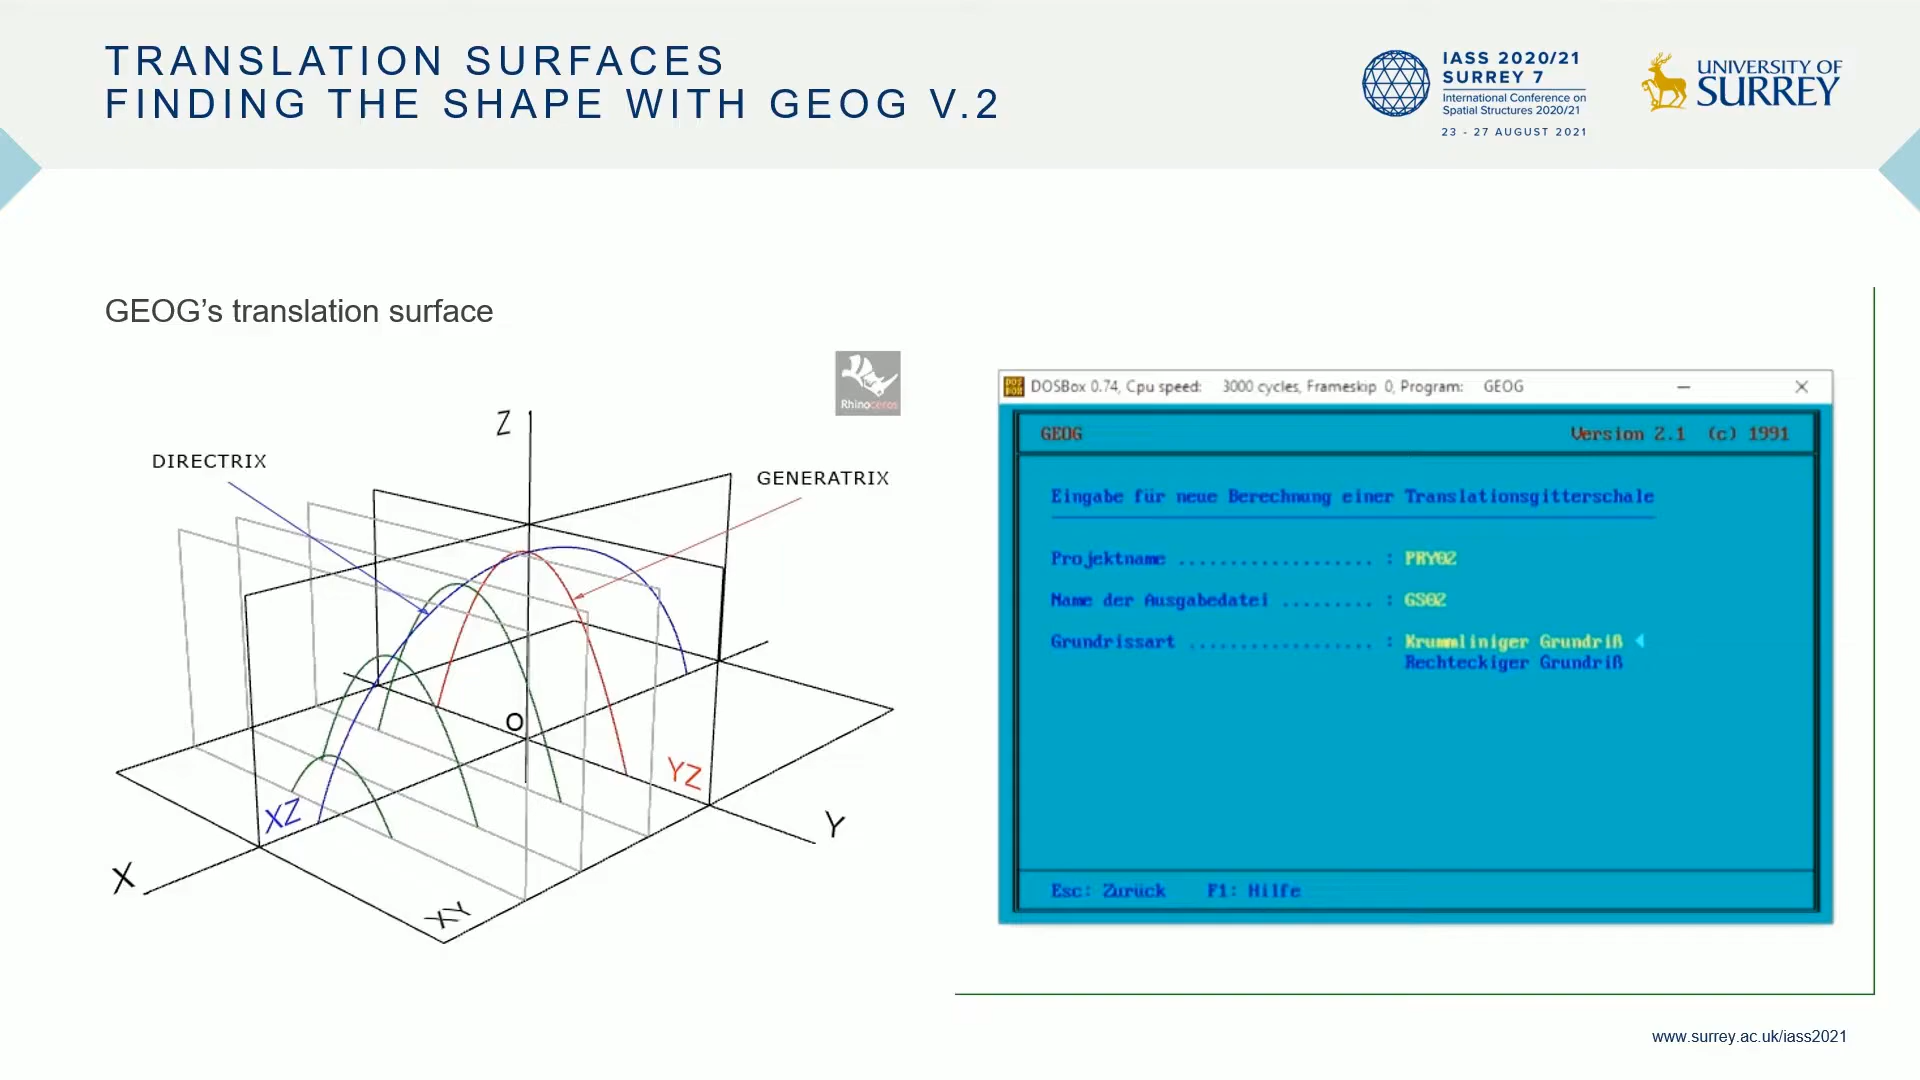 TRANSLATION SURFACES
FINDING THE SHAPE WITH GEOG V.2
IASS 2020/21
SURREY 7
International Conference on
Spatial Structures 2020/21
23 - 27 AUGUST 2021
UNIVERSITY OF
SURREY
GEOG’s translation surface
Rhinoceros
Z
DIRECTRIX
GENERATRIX
O
YZ
XZ
Y
X
XY
DOSBox 0.74, Cpu speed: 3000 cycles, Frameskip 0, Program: GEOG
GEOG Version 2.1 (c) 1991
Eingabe für neue Berechnung einer Translationsgitterschale
Projektname ................... : PRY02
Name der Ausgabedatei ......... : GS02
Grundrissart .................. : Krummliniger Grundriß
Rechteckiger Grundriß
Esc: Zurück F1: Hilfe
www.surrey.ac.uk/iass2021